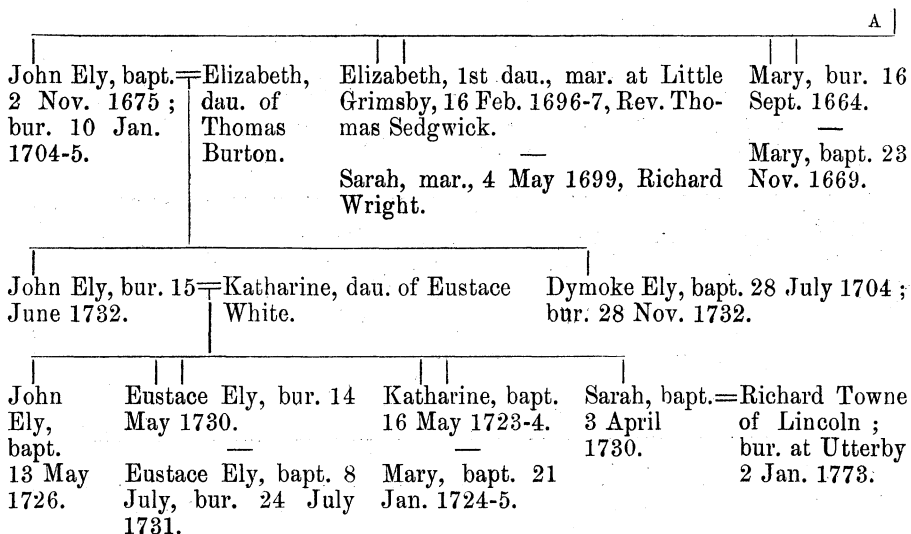 A
John Ely, bapt.=Elizabeth,
2 Nov. 1675 ; dau. of
bur. 10 Jan. Thomas
1704-5. Burton.
Elizabeth, 1st dau., mar. at Little
Grimsby, 16 Feb. 1696-7, Rev. Tho-
mas Sedgwick.
—
Sarah, mar., 4 May 1699, Richard
Wright.
Mary, bur. 16
Sept. 1664.
—
Mary, bapt. 23
Nov. 1669.
John Ely, bur. 15=Katharine, dau. of Eustace
June 1732. White.
Dymoke Ely, bapt. 28 July 1704 ;
bur. 28 Nov. 1732.
John
Ely,
bapt.
13 May
1726.
Eustace Ely, bur. 14
May 1730.
—
Eustace Ely, bapt. 8
July, bur. 24 July
1731.
Katharine, bapt.
16 May 1723-4.
—
Mary, bapt. 21
Jan. 1724-5.
Sarah, bapt.=Richard Towne
3 April of Lincoln ;
1730. bur. at Utterby
2 Jan. 1773.